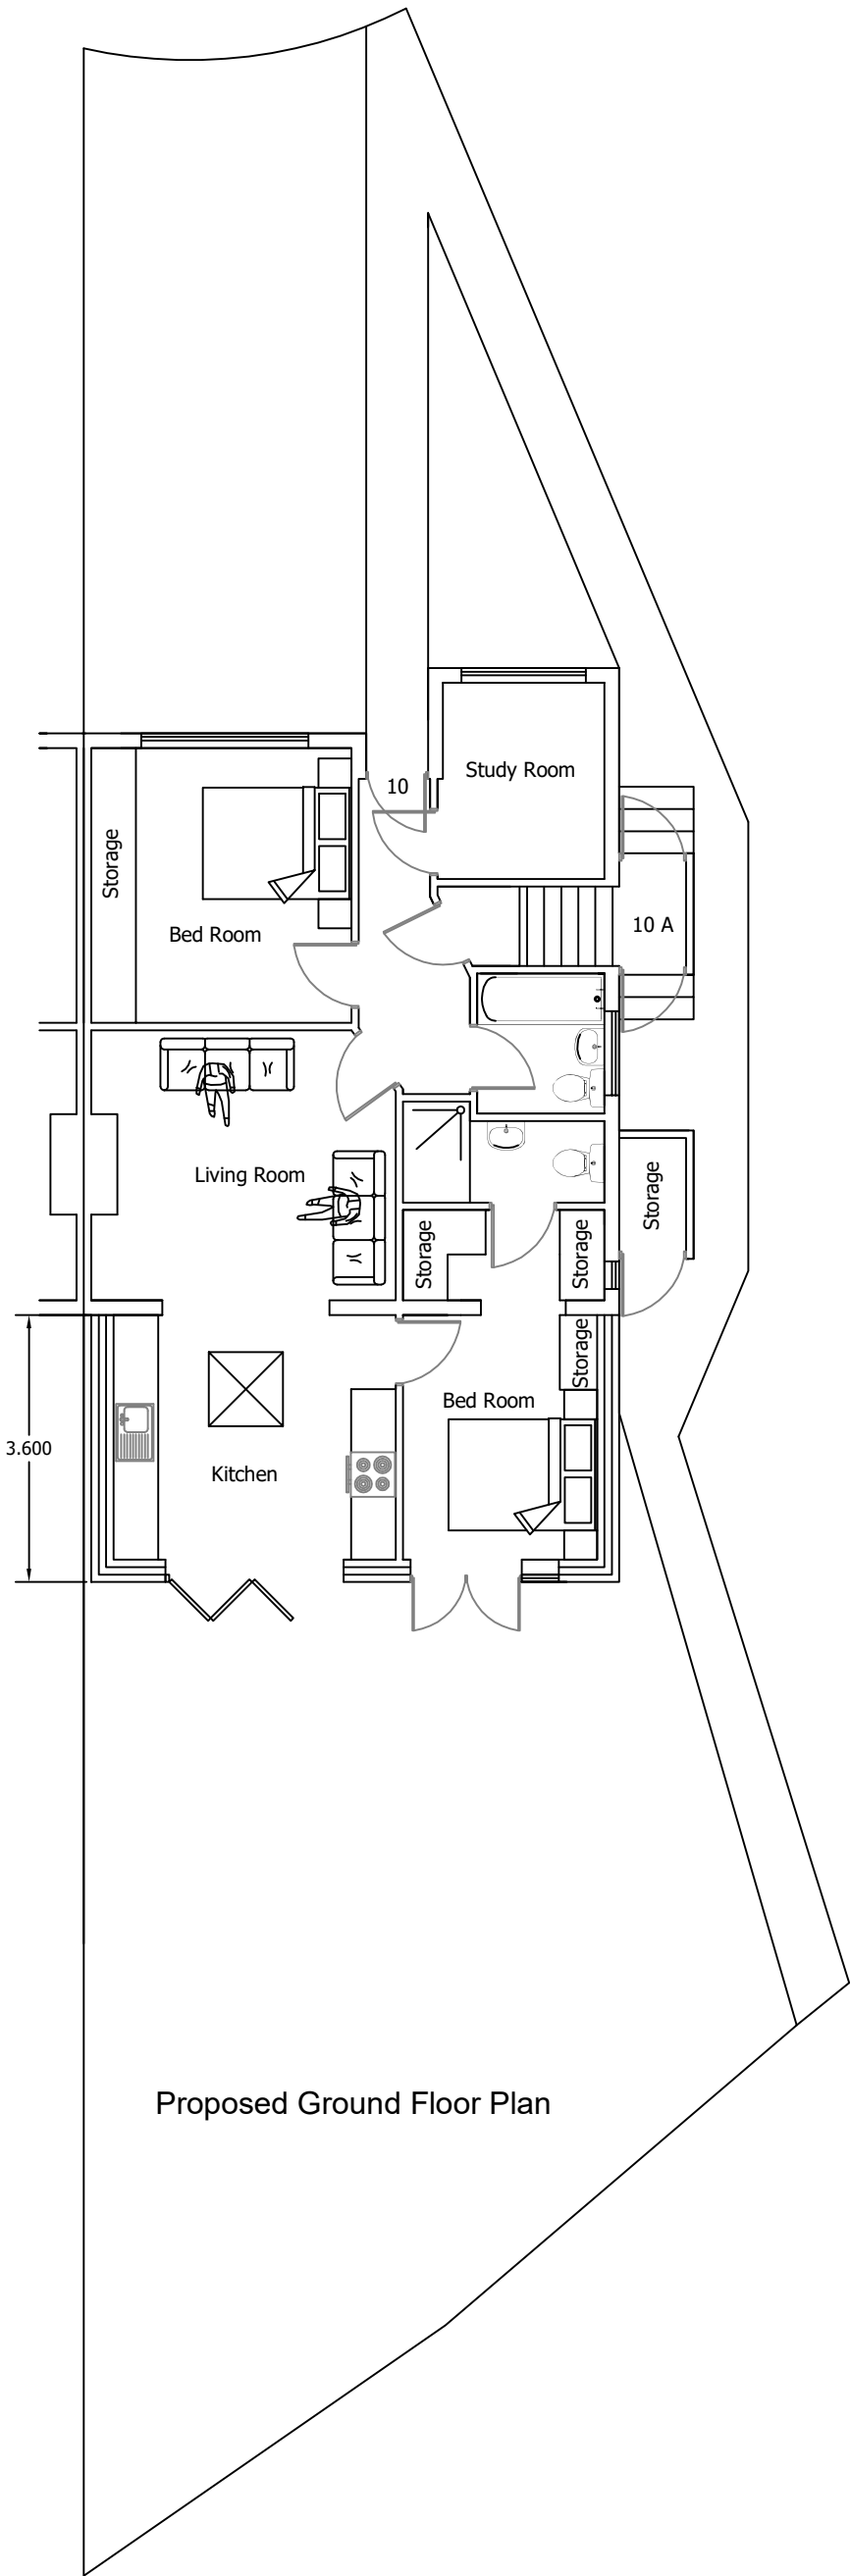 10
Study Room
Storage
Bed Room
10 A
Living Room
Storage
Storage
Storage
Storage
Bed Room
3.600
Kitchen
Proposed Ground Floor Plan